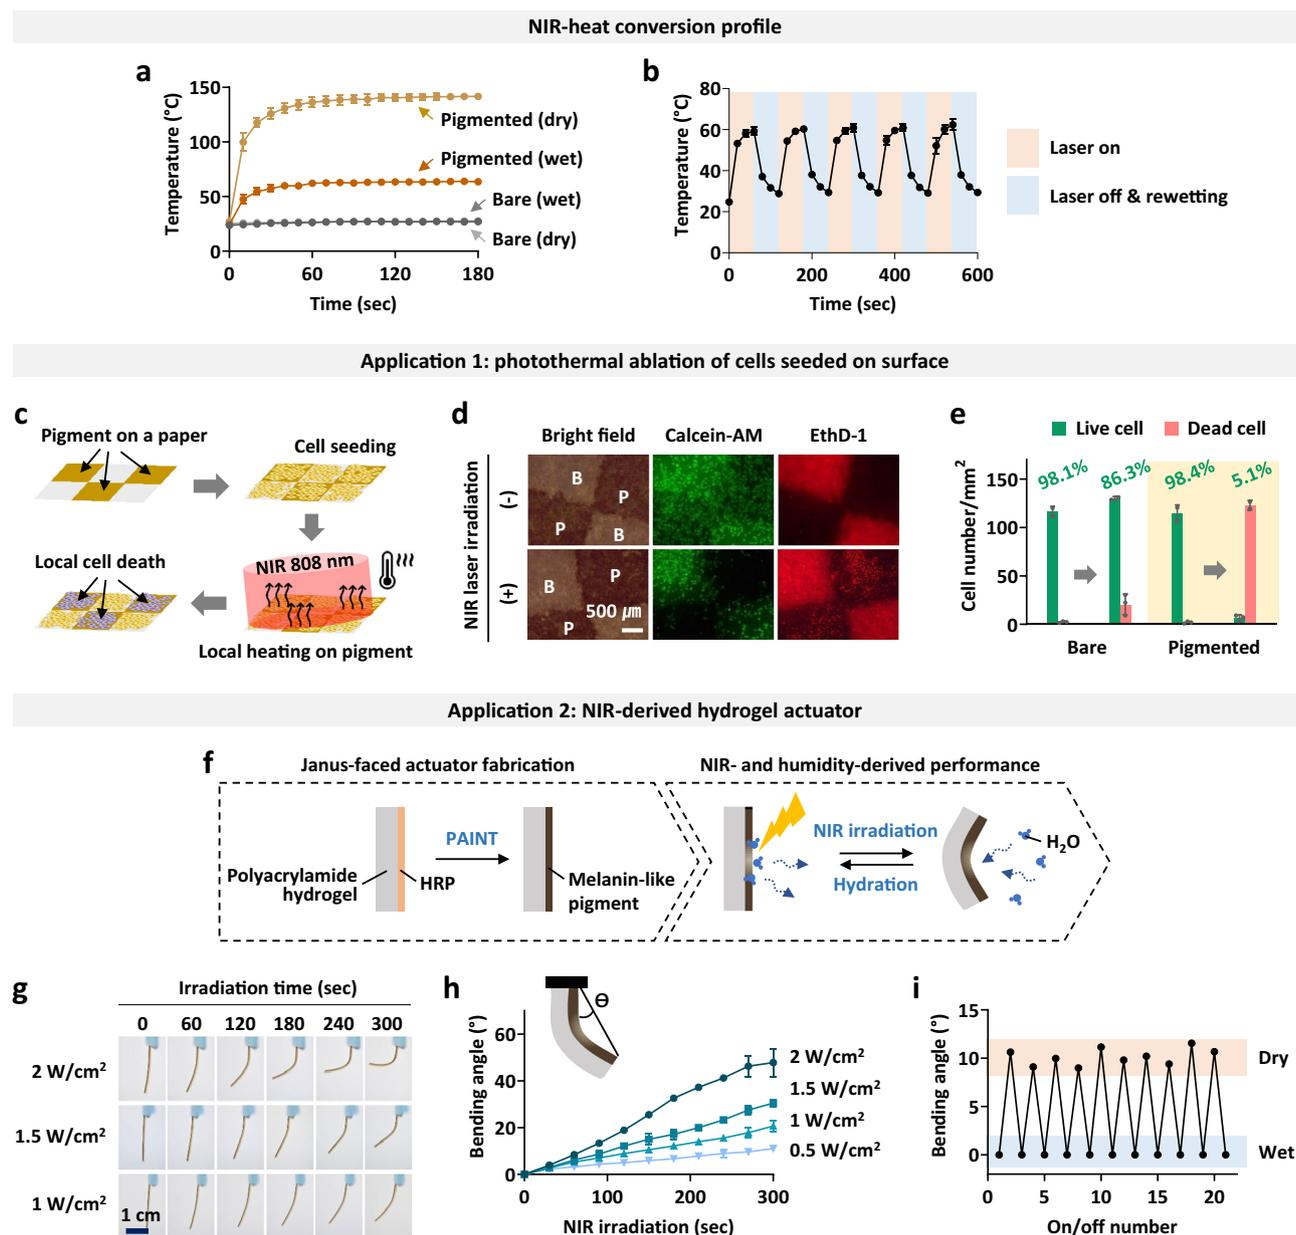 NIR-heat conversion profile
a
150
100
50
0
Temperature (°C)
0 60 120 180
Time (sec)
Pigmented (dry)
Pigmented (wet)
Bare (wet)
Bare (dry)
b
80
60
40
20
0
Temperature (°C)
0 200 400 600
Time (sec)
Laser on
Laser off & rewetting
Application 1: photothermal ablation of cells seeded on surface
c
Pigment on a paper
Cell seeding
Local cell death
NIR 808 nm
Local heating on pigment
d
Bright field Calcein-AM EthD-1
NIR laser irradiation
(-)
B
P
P
B
(+)
P
B
500 μm
P
e
Live cell Dead cell
98.1% 86.3% 98.4% 5.1%
150
100
50
0
Cell number/mm2
Bare Pigmented
Application 2: NIR-derived hydrogel actuator
f
Janus-faced actuator fabrication
Polyacrylamide
hydrogel
HRP
PAINT
Melanin-like
pigment
NIR- and humidity-derived performance
NIR irradiation
Hydration
H2O
g
Irradiation time (sec)
0 60 120 180 240 300
2 W/cm2
1.5 W/cm2
1 W/cm2
1 cm
h
Θ
60
40
20
0
Bending angle (°)
0 100 200 300
NIR irradiation (sec)
2 W/cm2
1.5 W/cm2
1 W/cm2
0.5 W/cm2
i
15
10
5
0
Bending angle (°)
0 5 10 15 20
On/off number
Dry
Wet